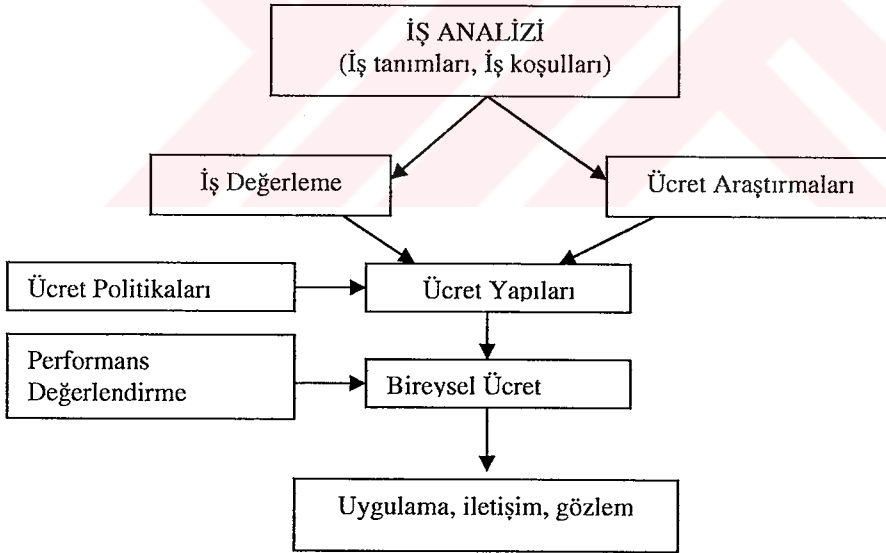 İŞ ANALİZİ
(İş tanımları, İş koşulları)
İş Değerleme
Ücret Araştırmaları
Ücret Politikaları
Ücret Yapıları
Performans
Değerlendirme
Bireysel Ücret
Uygulama, iletişim, gözlem